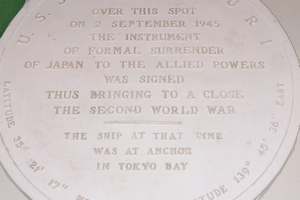 U. S. S. URI
OVER THIS SPOT
ON 2 SEPTEMBER 1945
THE INSTRUMENT
OF FORMAL SURRENDER
OF JAPAN TO THE ALLIED POWERS
WAS SIGNED
THUS BRINGING TO A CLOSE
THE SECOND WORLD WAR
THE SHIP AT THAT TIME
WAS AT ANCHOR
IN TOKYO BAY
LATITUDE 35° 21' 17" ITUDE 139° 45' 36" EAST